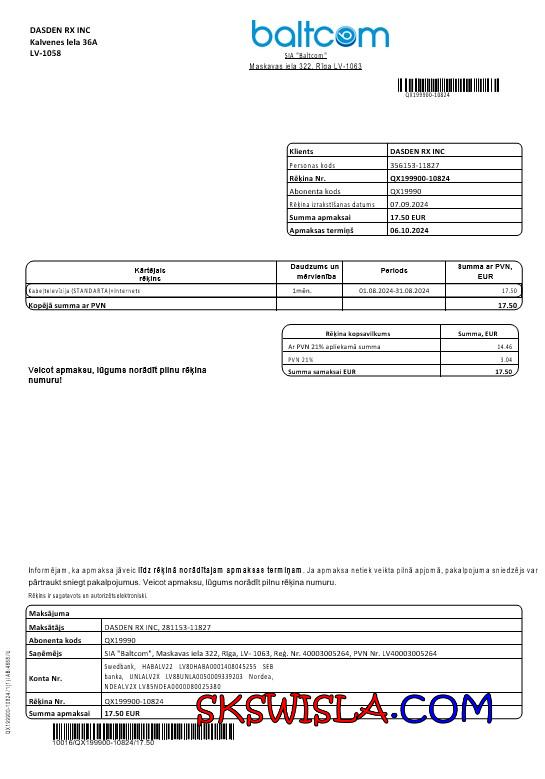 DASDEN RX INC
Kalvenes Iela 36A
LV-1058
baltcom
SIA "Baltcom"
Maskavas iela 322, Rīga LV-1063
QX199900-10824
Klients DASDEN RX INC
Personas kods 356153-11827
Rēķina Nr. QX199900-10824
Abonenta kods QX19990
Rēķina izrakstīšanas datums 07.09.2024
Summa apmaksai 17.50 EUR
Apmaksas termiņš 06.10.2024
Kārtējais rēķins Daudzums un mērvienība Periods Summa ar PVN, EUR
Kabeļtelevīzija (STANDARTA)+Internets 1mēn. 01.08.2024-31.08.2024 17.50
Kopējā summa ar PVN 17.50
Rēķina kopsavilkums Summa, EUR
Ar PVN 21% apliekamā summa 14.46
PVN 21% 3.04
Summa samaksai EUR 17.50
Veicot apmaksu, lūgums norādīt pilnu rēķina
numuru!
Informējam, ka apmaksa jāveic līdz rēķinā norādītajam apmaksas termiņam. Ja apmaksa netiek veikta pilnā apjomā, pakalpojuma sniedzējs var
pārtraukt sniegt pakalpojumus. Veicot apmaksu, lūgums norādīt pilnu rēķina numuru.
Rēķins ir sagatavots un autorizēts elektroniski.
Maksājuma
Maksātājs DASDEN RX INC, 281153-11827
Abonenta kods QX19990
Saņēmējs SIA "Baltcom", Maskavas iela 322, Rīga, LV- 1063, Reģ. Nr. 40003005264, PVN Nr. LV40003005264
Konta Nr. Swedbank, HABALV22 LV8DHABA0001408045255 SEB
banka, UNLALV2X LV88UNLA0050009339203 Nordea,
NDEALV2X LV85NDEA0000080025380
Rēķina Nr. QX199900-10824
Summa apmaksai 17.50 EUR
SKSWISLA.COM
10016/QX199900-10824/17.50